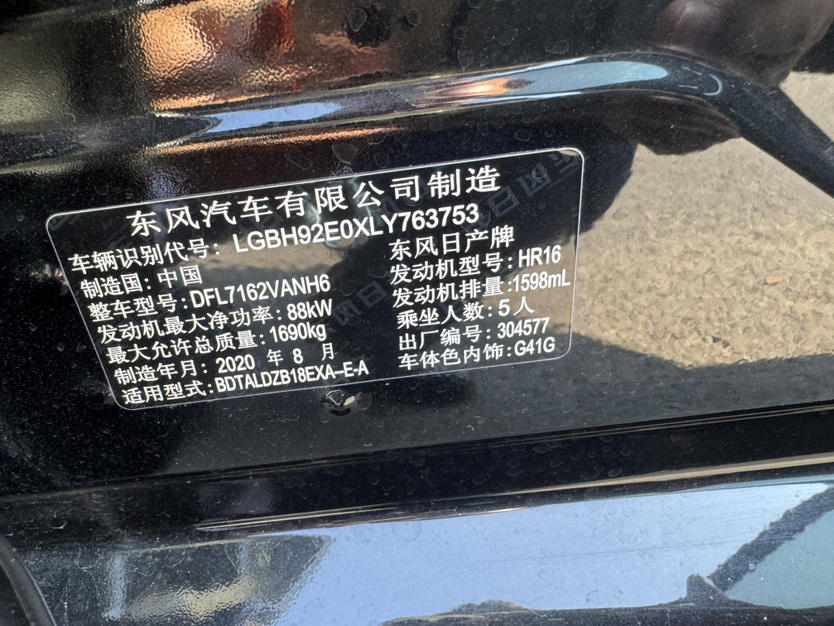 东风汽车有限公司制造
车辆识别代号: LGBH92E0XLY763753
制造国: 中国 东风日产牌
整车型号: DFL7162VANH6 发动机型号: HR16
发动机最大净功率: 88kW 发动机排量: 1598mL
最大允许总质量: 1690kg 乘坐人数: 5 人
制造年月: 2020 年 8 月 出厂编号: 304577
适用型式: BDTALDZB18EXA-E-A 车体色内饰: G41G